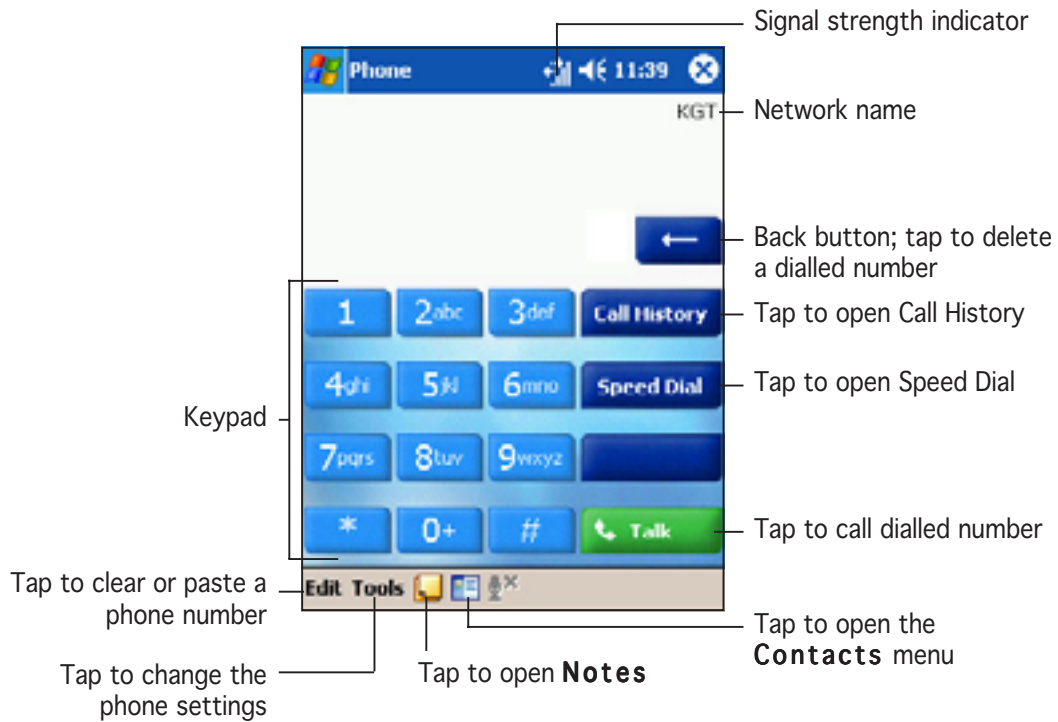 Signal strength indicator
Phone 11:39
KGT
Network name
Back button; tap to delete
a dialled number
1 2abc 3def Call History
Tap to open Call History
4ghi 5jkl 6mno Speed Dial
Tap to open Speed Dial
Keypad
7pqrs 8tuv 9wxyz
* 0+ # Talk
Tap to call dialled number
Tap to clear or paste a
phone number
Edit Tools
Tap to open the
Contacts menu
Tap to open Notes
Tap to change the
phone settings